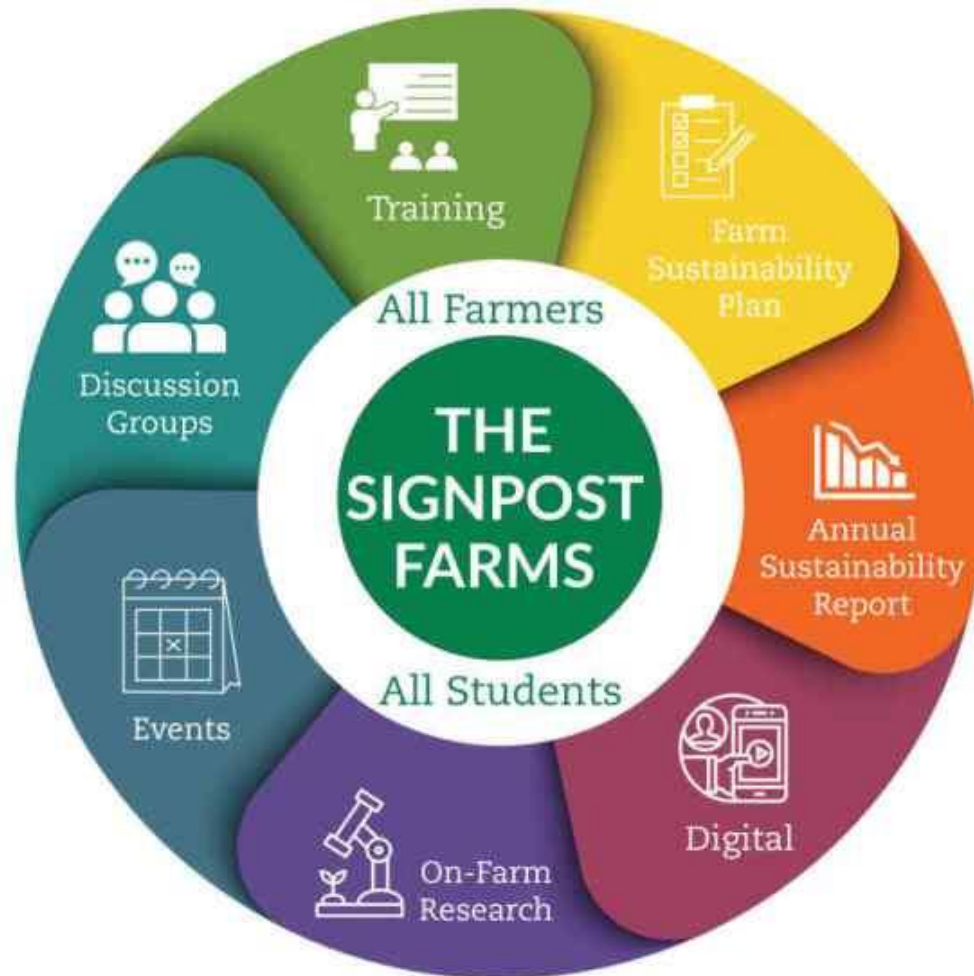 Training
Farm
Sustainability
Plan
Annual
Sustainability
Report
Digital
On-Farm
Research
Events
Discussion
Groups
All Farmers
THE
SIGNPOST
FARMS
All Students